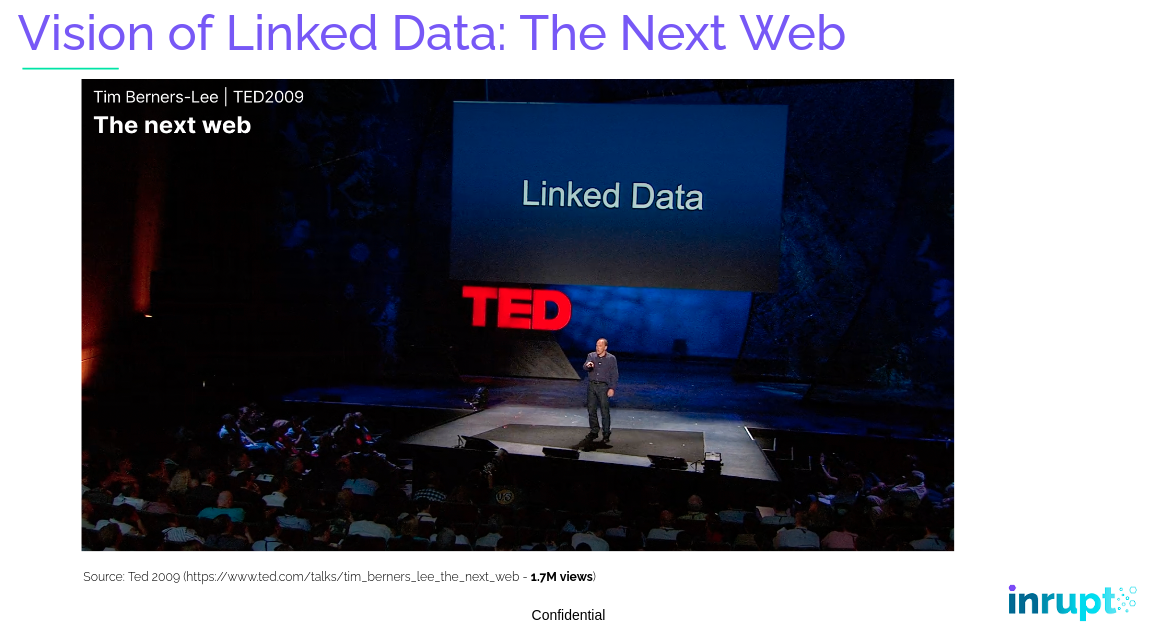 Vision of Linked Data: The Next Web
Tim Berners-Lee | TED2009
The next web
Linked Data
TED
Source: Ted 2009 (https://www.ted.com/talks/tim_berners_lee_the_next_web - 1.7M views)
Confidential
inrupt